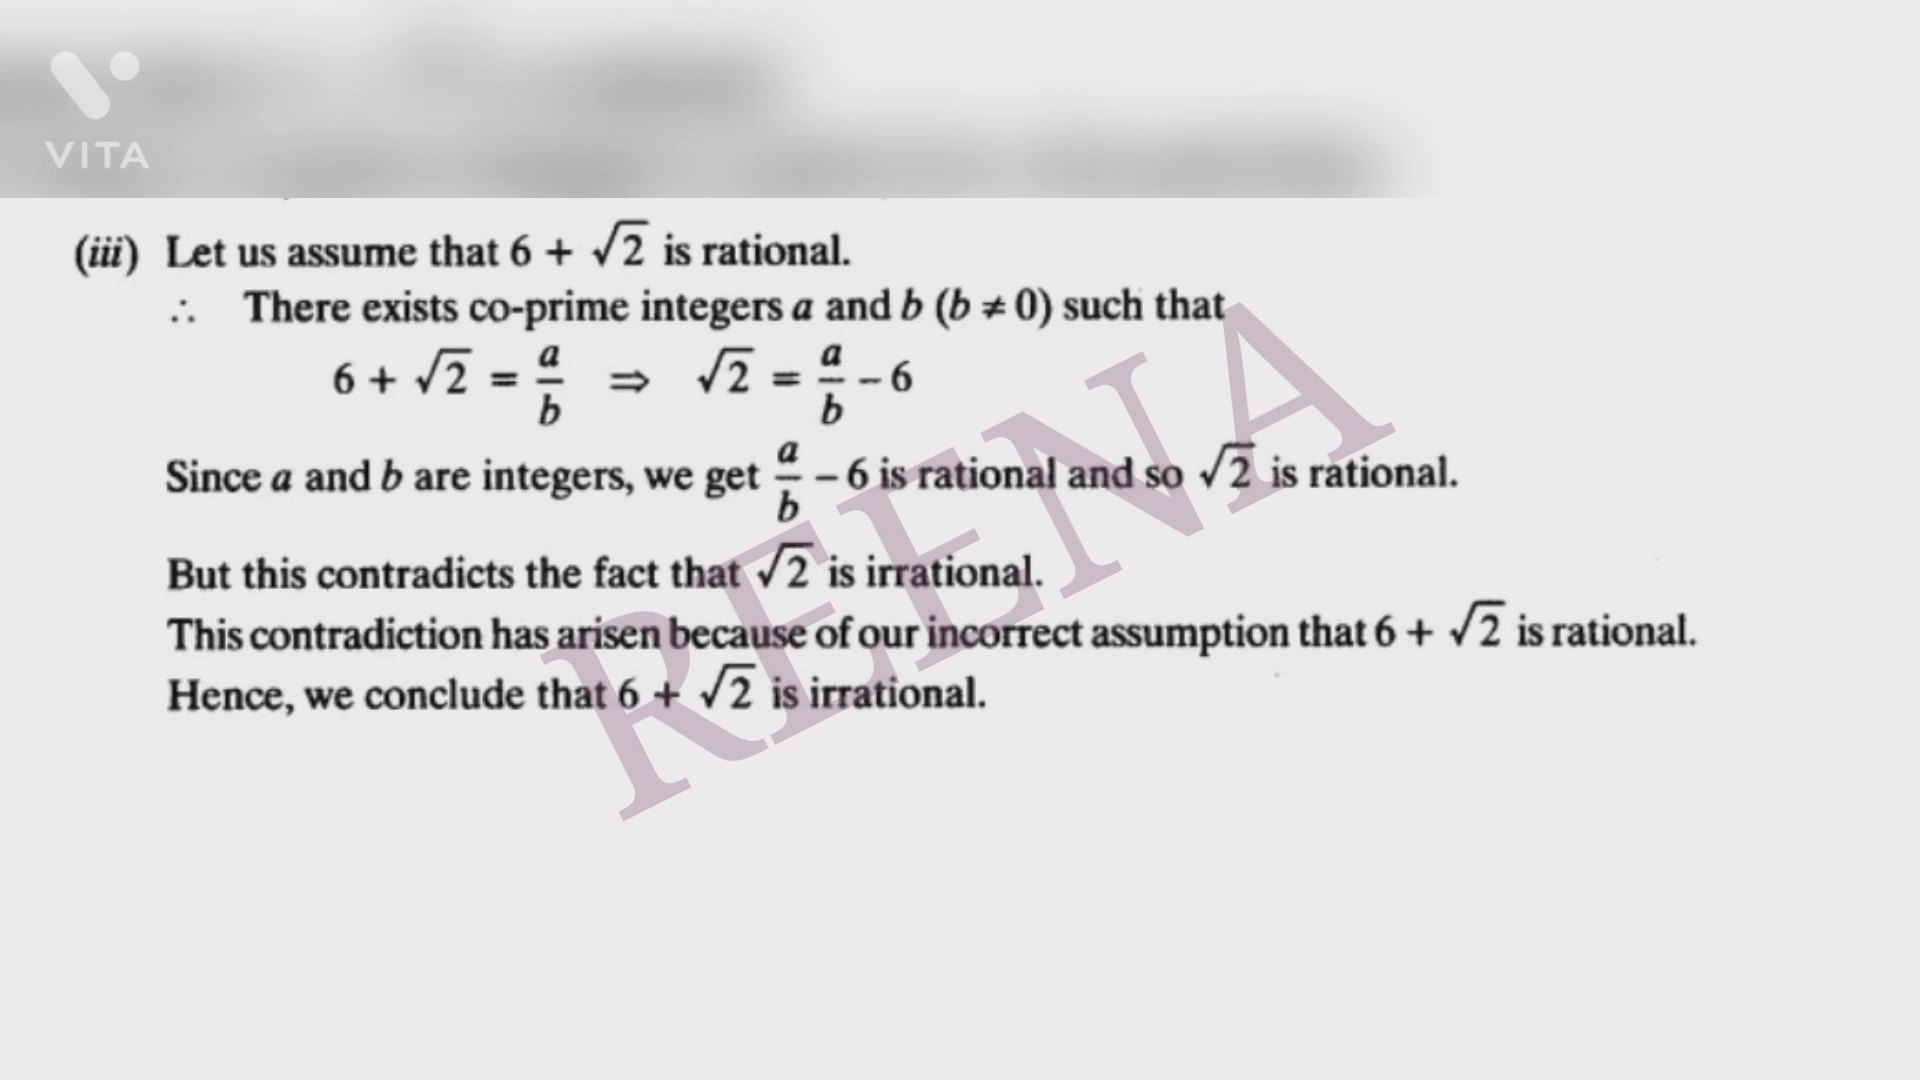 VITA
(iii) Let us assume that 6 + √2 is rational.
∴ There exists co-prime integers a and b (b ≠ 0) such that
6 + √2 = a/b ⇒ √2 = a/b – 6
Since a and b are integers, we get a/b – 6 is rational and so √2 is rational.
But this contradicts the fact that √2 is irrational.
This contradiction has arisen because of our incorrect assumption that 6 + √2 is rational.
Hence, we conclude that 6 + √2 is irrational.
REENA